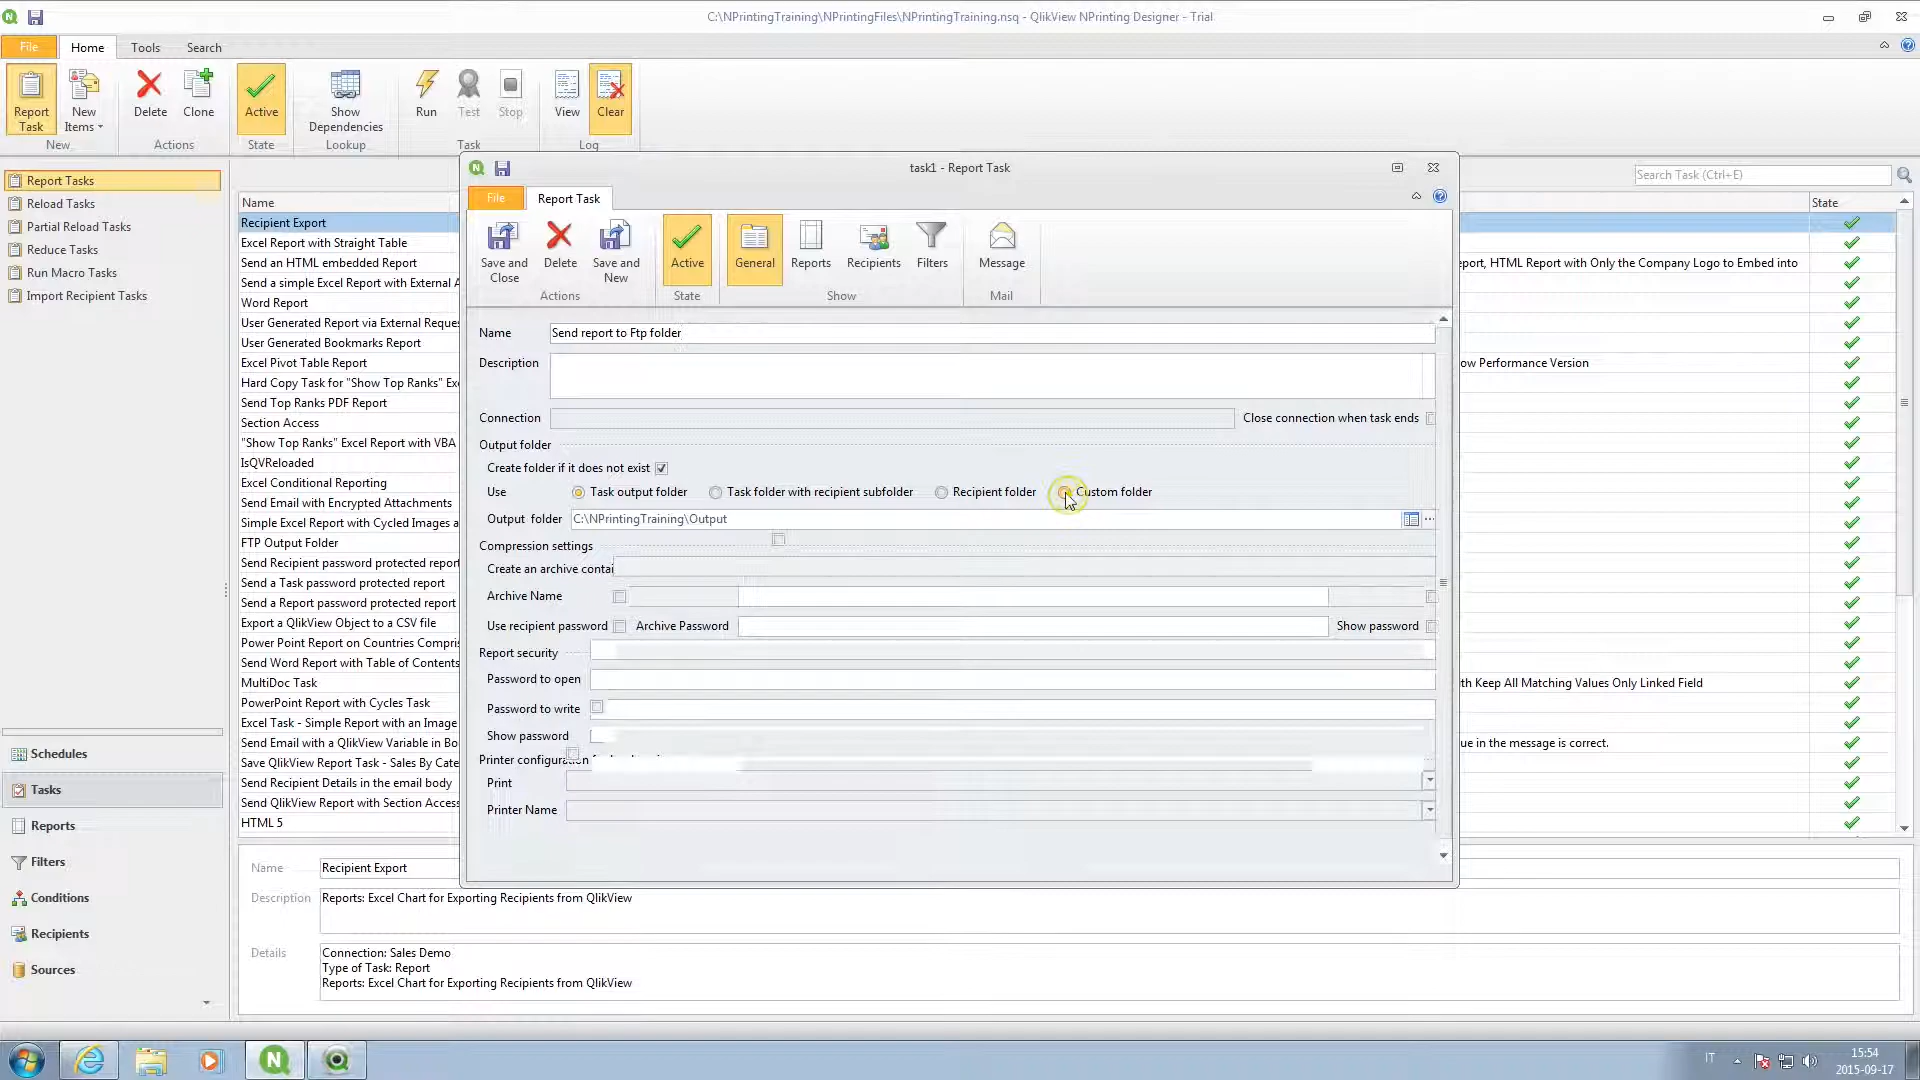 C:\NPrintingTraining\NPrintingFiles\NPrintingTraining.nsq - QlikView NPrinting Designer - Trial
File Home Tools Search
Report Task
New Items
Delete
Clone
Active
Show Dependencies
Run
Test
Stop
View
Clear
New Actions State Lookup Task Log
Report Tasks
Reload Tasks
Partial Reload Tasks
Reduce Tasks
Run Macro Tasks
Import Recipient Tasks
Schedules
Tasks
Reports
Filters
Conditions
Recipients
Sources
Search Task (Ctrl+E)
Name
State
Recipient Export
Excel Report with Straight Table
Send an HTML embedded Report
eport, HTML Report with Only the Company Logo to Embed into
Send a simple Excel Report with External A
Word Report
User Generated Report via External Reques
User Generated Bookmarks Report
Excel Pivot Table Report
ow Performance Version
Hard Copy Task for "Show Top Ranks" Ex
Send Top Ranks PDF Report
Section Access
"Show Top Ranks" Excel Report with VBA
IsQVReloaded
Excel Conditional Reporting
Send Email with Encrypted Attachments
Simple Excel Report with Cycled Images a
FTP Output Folder
Send Recipient password protected report
Send a Task password protected report
Send a Report password protected report
Export a QlikView Object to a CSV file
Power Point Report on Countries Compri
Send Word Report with Table of Contents
MultiDoc Task
th Keep All Matching Values Only Linked Field
PowerPoint Report with Cycles Task
Excel Task - Simple Report with an Image
Send Email with a QlikView Variable in Bo
ue in the message is correct.
Save QlikView Report Task - Sales By Cate
Send Recipient Details in the email body
Send QlikView Report with Section Access
HTML 5
task1 - Report Task
File Report Task
Save and Close
Delete
Save and New
Active
General
Reports
Recipients
Filters
Message
Actions State Show Mail
Name Send report to Ftp folder
Description
Connection Close connection when task ends
Output folder
Create folder if it does not exist
Use Task output folder Task folder with recipient subfolder Recipient folder Custom folder
Output folder C:\NPrintingTraining\Output
Compression settings
Create an archive contai
Archive Name
Use recipient password Archive Password Show password
Report security
Password to open
Password to write
Show password
Print
Printer Name
Name Recipient Export
Description Reports: Excel Chart for Exporting Recipients from QlikView
Details Connection: Sales Demo
Type of Task: Report
Reports: Excel Chart for Exporting Recipients from QlikView
IT
15:54
2015-09-17